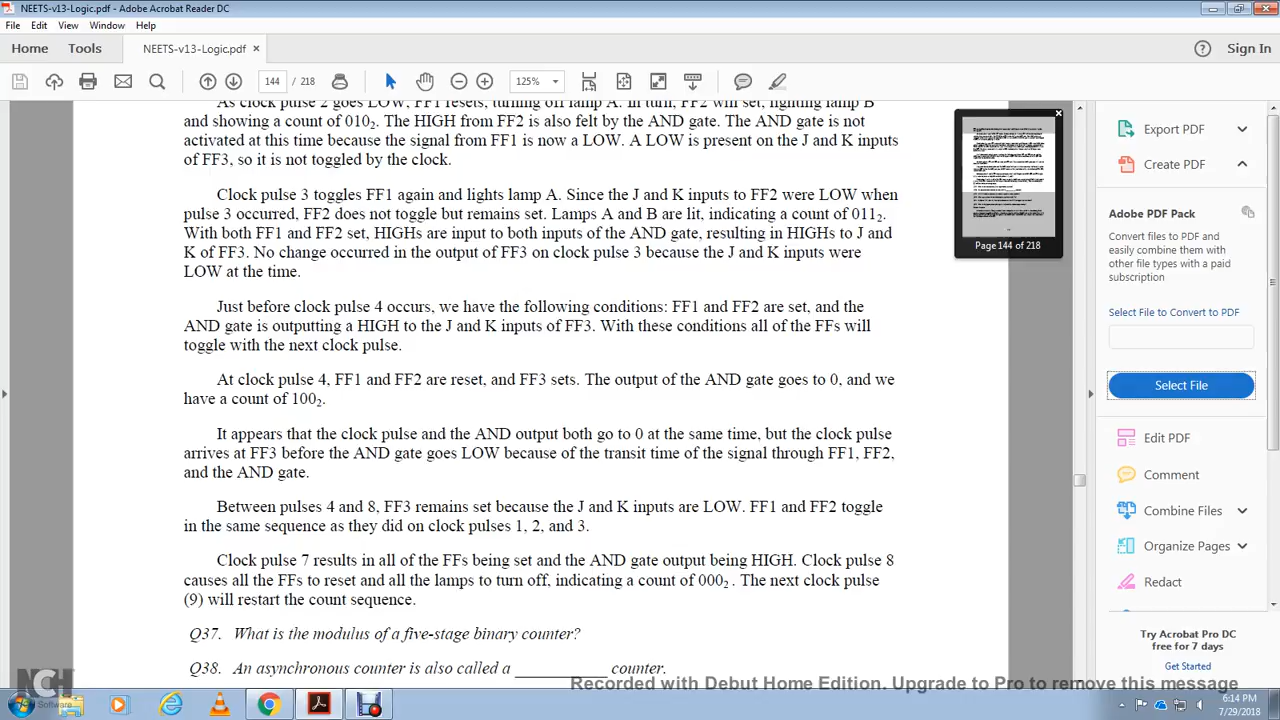 NEETS-v13-Logic.pdf - Adobe Acrobat Reader DC
File Edit View Window Help
Home Tools NEETS-v13-Logic.pdf × Sign In
144 / 218 125%
As clock pulse 2 goes LOW, FF1 resets, turning off lamp A. In turn, FF2 will set, lighting lamp B
and showing a count of 010₂. The HIGH from FF2 is also felt by the AND gate. The AND gate is not
activated at this time because the signal from FF1 is now a LOW. A LOW is present on the J and K inputs
of FF3, so it is not toggled by the clock.
Clock pulse 3 toggles FF1 again and lights lamp A. Since the J and K inputs to FF2 were LOW when
pulse 3 occurred, FF2 does not toggle but remains set. Lamps A and B are lit, indicating a count of 011₂.
With both FF1 and FF2 set, HIGHs are input to both inputs of the AND gate, resulting in HIGHs to J and
K of FF3. No change occurred in the output of FF3 on clock pulse 3 because the J and K inputs were
LOW at the time.
Just before clock pulse 4 occurs, we have the following conditions: FF1 and FF2 are set, and the
AND gate is outputting a HIGH to the J and K inputs of FF3. With these conditions all of the FFs will
toggle with the next clock pulse.
At clock pulse 4, FF1 and FF2 are reset, and FF3 sets. The output of the AND gate goes to 0, and we
have a count of 100₂.
It appears that the clock pulse and the AND output both go to 0 at the same time, but the clock pulse
arrives at FF3 before the AND gate goes LOW because of the transit time of the signal through FF1, FF2,
and the AND gate.
Between pulses 4 and 8, FF3 remains set because the J and K inputs are LOW. FF1 and FF2 toggle
in the same sequence as they did on clock pulses 1, 2, and 3.
Clock pulse 7 results in all of the FFs being set and the AND gate output being HIGH. Clock pulse 8
causes all the FFs to reset and all the lamps to turn off, indicating a count of 000₂ . The next clock pulse
(9) will restart the count sequence.
Q37. What is the modulus of a five-stage binary counter?
Q38. An asynchronous counter is also called a __________ counter.
Page 144 of 218
Export PDF
Create PDF
Adobe PDF Pack
Convert files to PDF and
easily combine them with
other file types with a paid
subscription
Select File to Convert to PDF
Select File
Edit PDF
Comment
Combine Files
Organize Pages
Redact
Try Acrobat Pro DC
free for 7 days
Get Started
Recorded with Debut Home Edition. Upgrade to Pro to remove this message
NCH
Software
6:14 PM
7/29/2018